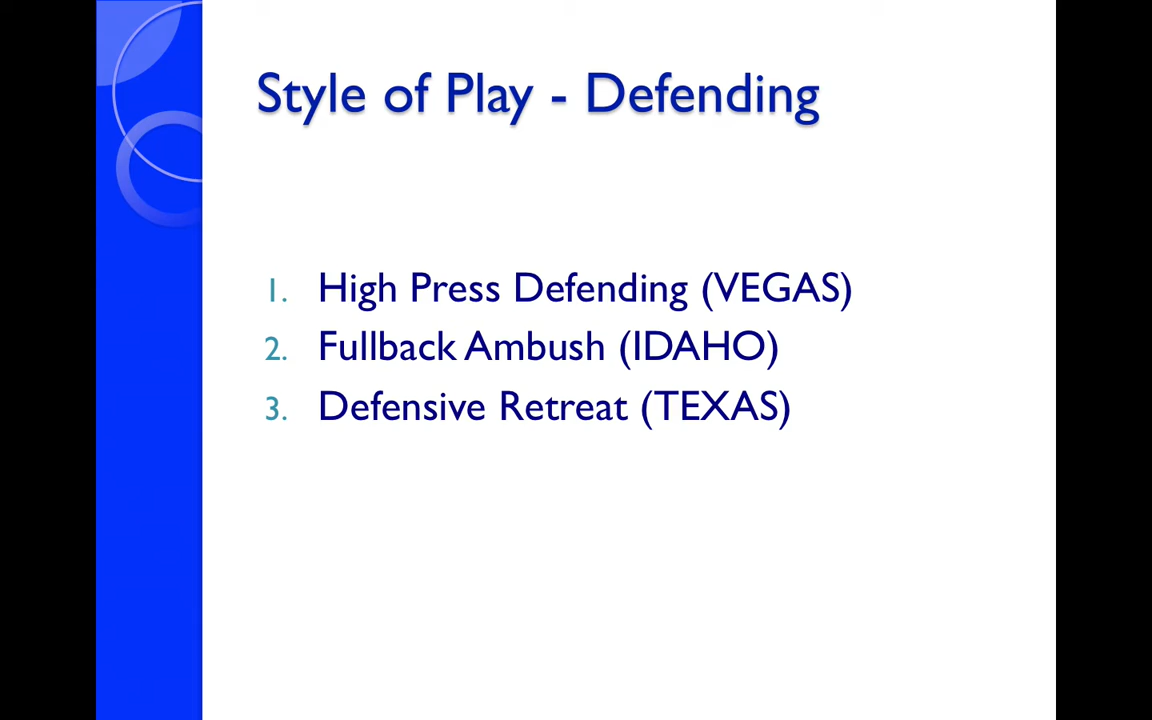 Style of Play - Defending
1. High Press Defending (VEGAS)
2. Fullback Ambush (IDAHO)
3. Defensive Retreat (TEXAS)